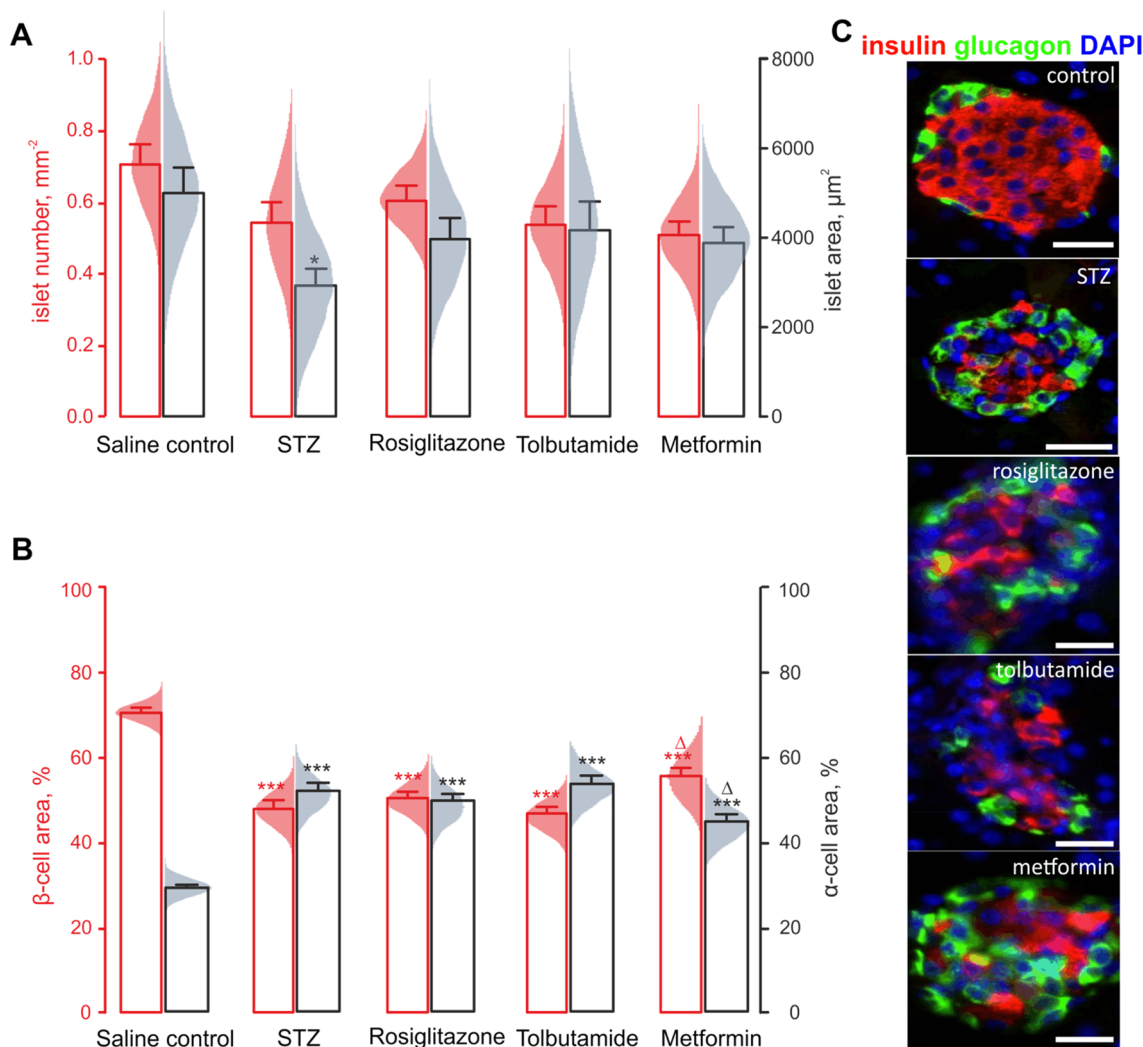 A
islet number, mm-2
1.0
0.8
0.6
0.4
0.2
0.0
*
8000
6000
4000
2000
0
islet area, µm2
Saline control STZ Rosiglitazone Tolbutamide Metformin
B
β-cell area, %
100
80
60
40
20
0
*** *** *** *** *** *** Δ *** Δ ***
100
80
60
40
20
0
α-cell area, %
Saline control STZ Rosiglitazone Tolbutamide Metformin
C
insulin glucagon DAPI
control
STZ
rosiglitazone
tolbutamide
metformin